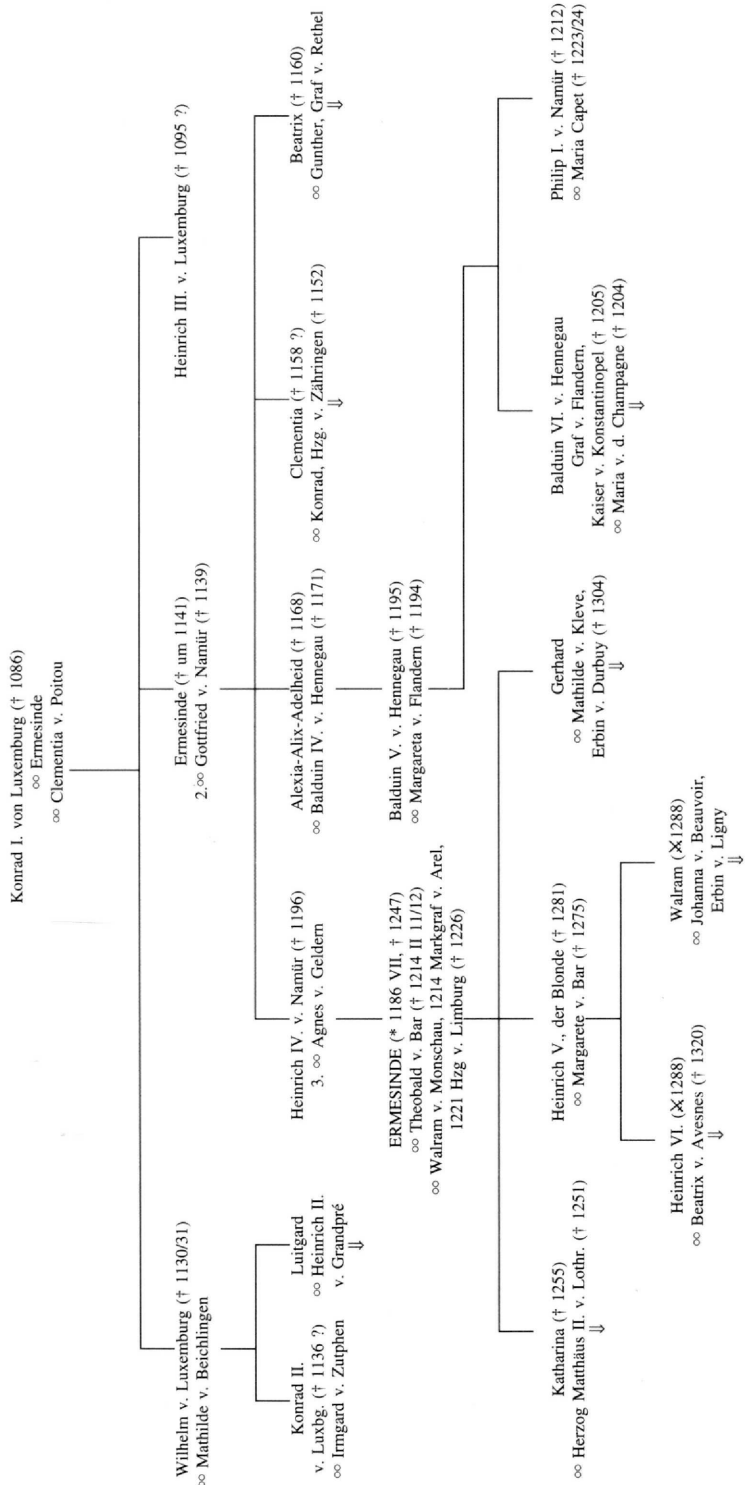 Konrad I. von Luxemburg († 1086)
∞ Ermesinde
∞ Clementia v. Poitou
Wilhelm v. Luxemburg († 1130/31)
∞ Mathilde v. Beichlingen
Ermesinde († um 1141)
2.∞ Gottfried v. Namür († 1139)
Heinrich III. v. Luxemburg († 1095 ?)
Konrad II.
v. Luxbg. († 1136 ?)
∞ Irmgard v. Zutphen
Luitgard
∞ Heinrich II.
v. Grandpré
⇓
Heinrich IV. v. Namür († 1196)
3. ∞ Agnes v. Geldern
Alexia-Alix-Adelheid († 1168)
∞ Balduin IV. v. Hennegau († 1171)
Clementia († 1158 ?)
∞ Konrad, Hzg. v. Zähringen († 1152)
⇓
Beatrix († 1160)
∞ Gunther, Graf v. Rethel
⇓
ERMESINDE (* 1186 VII, † 1247)
∞ Theobald v. Bar († 1214 II 11/12)
∞ Walram v. Monschau, 1214 Markgraf v. Arel,
1221 Hzg v. Limburg († 1226)
Balduin V. v. Hennegau († 1195)
∞ Margareta v. Flandern († 1194)
Katharina († 1255)
∞ Herzog Matthäus II. v. Lothr. († 1251)
⇓
Heinrich V., der Blonde († 1281)
∞ Margarete v. Bar († 1275)
Gerhard
∞ Mathilde v. Kleve,
Erbin v. Durbuy († 1304)
⇓
Balduin VI. v. Hennegau
Graf v. Flandern,
Kaiser v. Konstantinopel († 1205)
∞ Maria v. d. Champagne († 1204)
⇓
Philip I. v. Namür († 1212)
∞ Maria Capet († 1223/24)
Heinrich VI. (⚔1288)
∞ Beatrix v. Avesnes († 1320)
⇓
Walram (⚔1288)
∞ Johanna v. Beauvoir,
Erbin v. Ligny
⇓